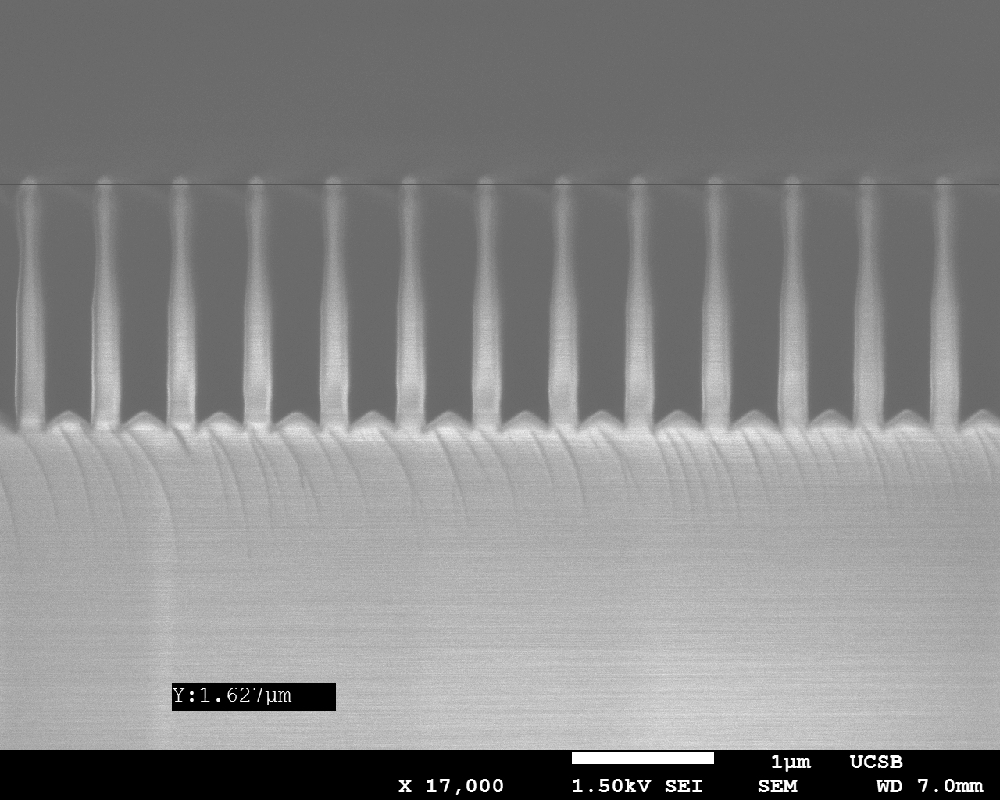 Y:1.627µm
1µm UCSB
X 17,000 1.50kV SEI SEM WD 7.0mm